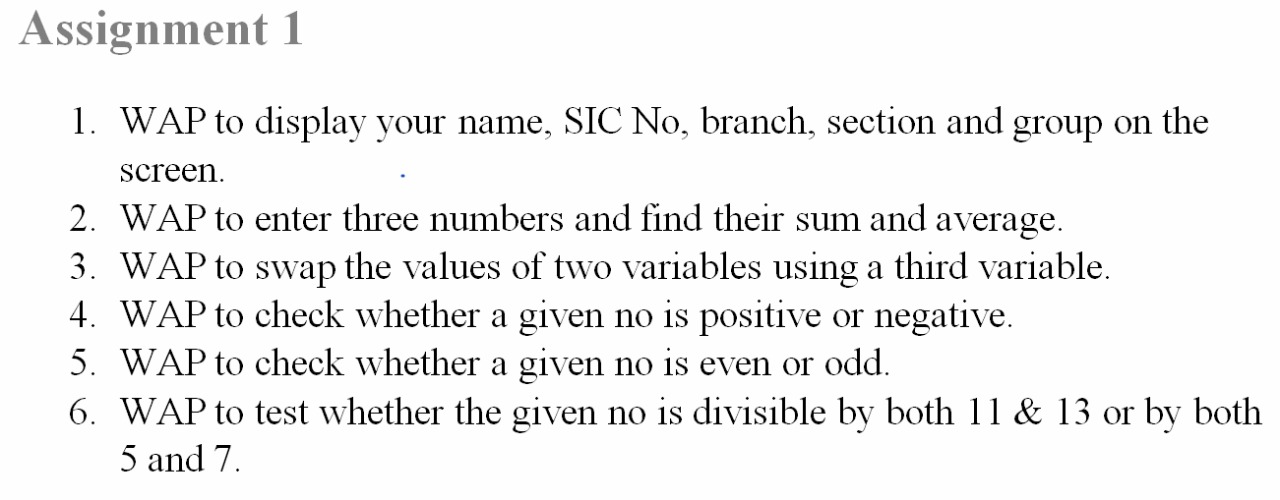 Assignment 1
1. WAP to display your name, SIC No, branch, section and group on the
screen.
2. WAP to enter three numbers and find their sum and average.
3. WAP to swap the values of two variables using a third variable.
4. WAP to check whether a given no is positive or negative.
5. WAP to check whether a given no is even or odd.
6. WAP to test whether the given no is divisible by both 11 & 13 or by both
5 and 7.